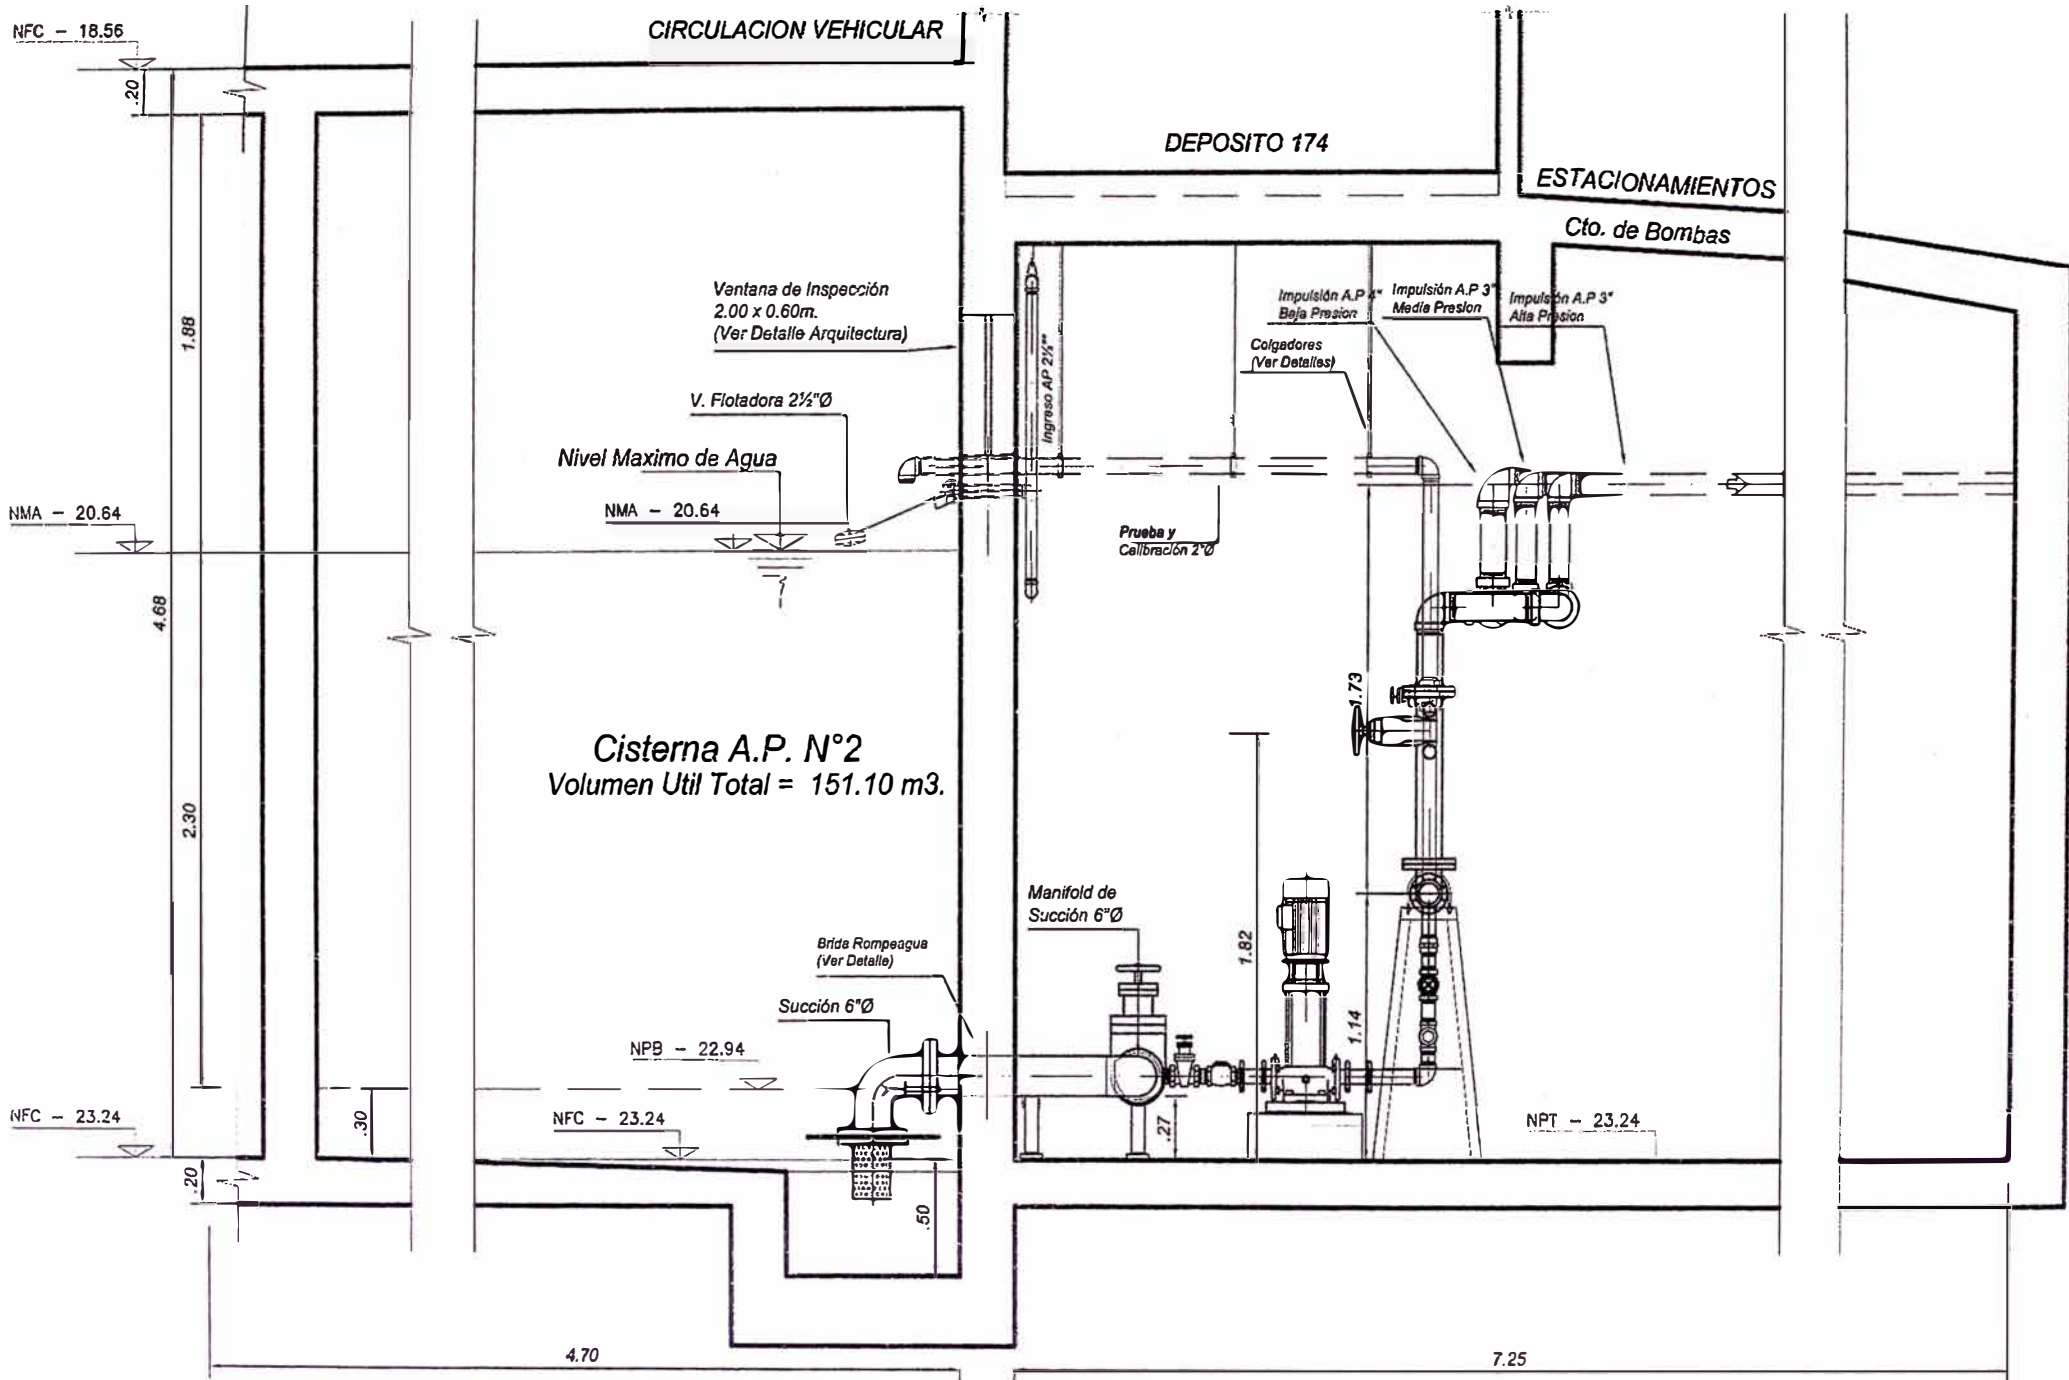 NFC - 18.56
CIRCULACION VEHICULAR
.20
DEPOSITO 174
ESTACIONAMIENTOS
Cto. de Bombas
Ventana de Inspección
2.00 x 0.60m.
(Ver Detalle Arquitectura)
1.88
Impulsión A.P 4"
Baja Presion
Impulsión A.P 3"
Media Presion
Impulsión A.P 3"
Alta Presion
Colgadores
(Ver Detalles)
Ingreso AP 2½"
V. Flotadora 2½"Ø
Nivel Maximo de Agua
NMA - 20.64
NMA - 20.64
Prueba y
Calibración 2"Ø
4.68
1.73
Cisterna A.P. N°2
Volumen Util Total = 151.10 m3.
2.30
Manifold de
Succión 6"Ø
1.82
Brida Rompeagua
(Ver Detalle)
Succión 6"Ø
1.14
NPB - 22.94
NFC - 23.24
.30
NFC - 23.24
.27
NPT - 23.24
.20
.50
4.70
7.25